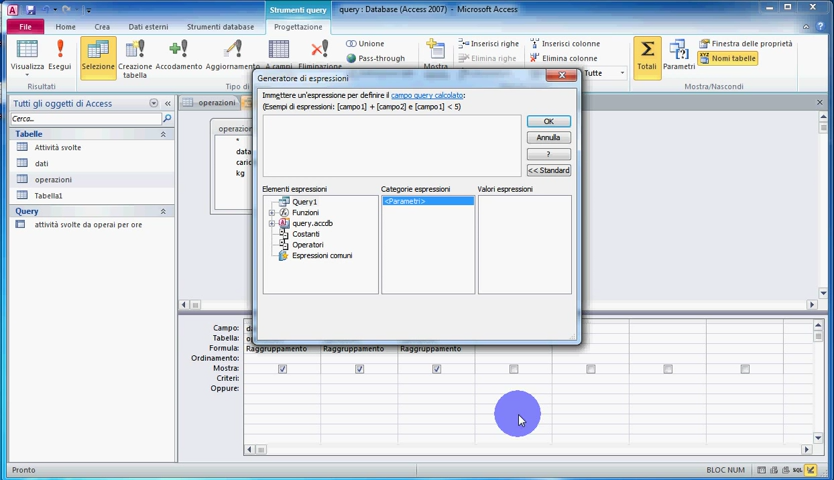 Strumenti query
query : Database (Access 2007) - Microsoft Access
File
Home
Crea
Dati esterni
Strumenti database
Progettazione
Visualizza
Esegui
Selezione
Creazione tabella
Accodamento
Aggiornamento
A campi
Eliminazione
Unione
Pass-through
Mostra
Inserisci righe
Elimina righe
Inserisci colonne
Elimina colonne
Tutte
Totali
Parametri
Finestra delle proprietà
Nomi tabelle
Risultati
Tipo di
Mostra/Nascondi
Tutti gli oggetti di Access
Cerca...
Tabelle
Attività svolte
dati
operazioni
Tabella1
Query
attività svolte da operai per ore
operazioni
operazioni
*
data
caric
kg
Generatore di espressioni
Immettere un'espressione per definire il campo query calcolato:
(Esempi di espressioni: [campo1] + [campo2] e [campo1] < 5)
OK
Annulla
?
<< Standard
Elementi espressioni
Categorie espressioni
Valori espressioni
Query1
Funzioni
query.accdb
Costanti
Operatori
Espressioni comuni
<Parametri>
Campo:
Tabella:
Formula: Raggruppamento Raggruppamento Raggruppamento
Ordinamento:
Mostra:
Criteri:
Oppure:
Pronto
BLOC NUM
SQL